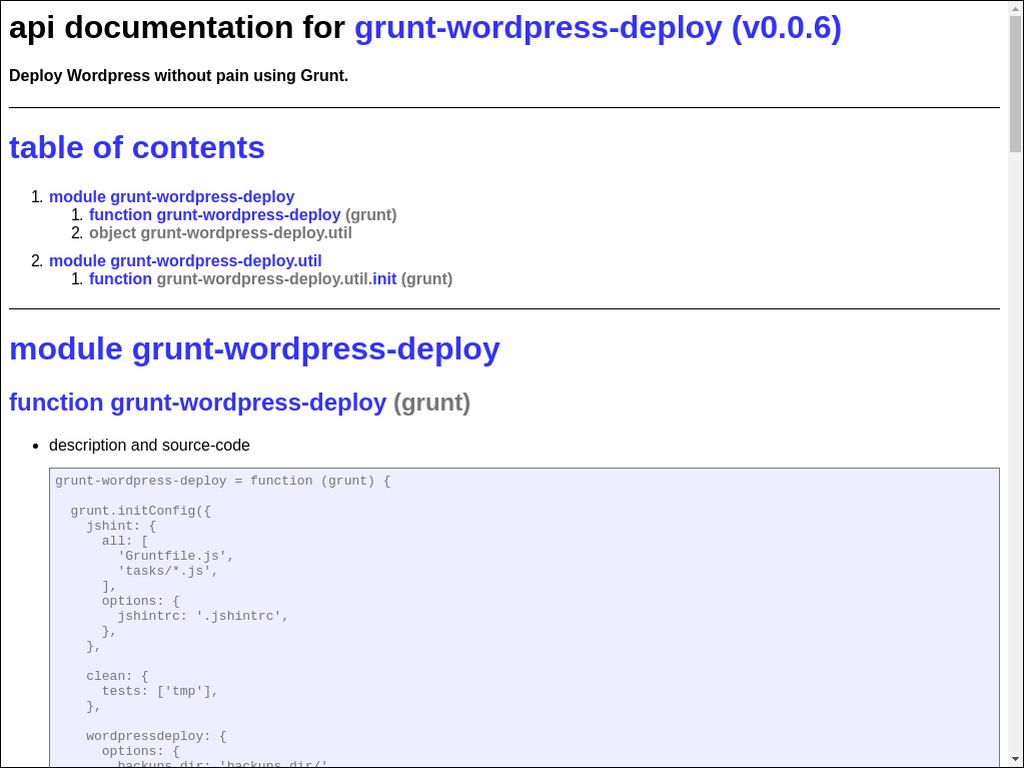 api documentation for grunt-wordpress-deploy (v0.0.6)
Deploy Wordpress without pain using Grunt.
table of contents
1. module grunt-wordpress-deploy
1. function grunt-wordpress-deploy (grunt)
2. object grunt-wordpress-deploy.util
2. module grunt-wordpress-deploy.util
1. function grunt-wordpress-deploy.util.init (grunt)
module grunt-wordpress-deploy
function grunt-wordpress-deploy (grunt)
• description and source-code
grunt-wordpress-deploy = function (grunt) {
grunt.initConfig({
jshint: {
all: [
'Gruntfile.js',
'tasks/*.js',
],
options: {
jshintrc: '.jshintrc',
},
},
clean: {
tests: ['tmp'],
},
wordpressdeploy: {
options: {
backups_dir: 'backups_dir/'